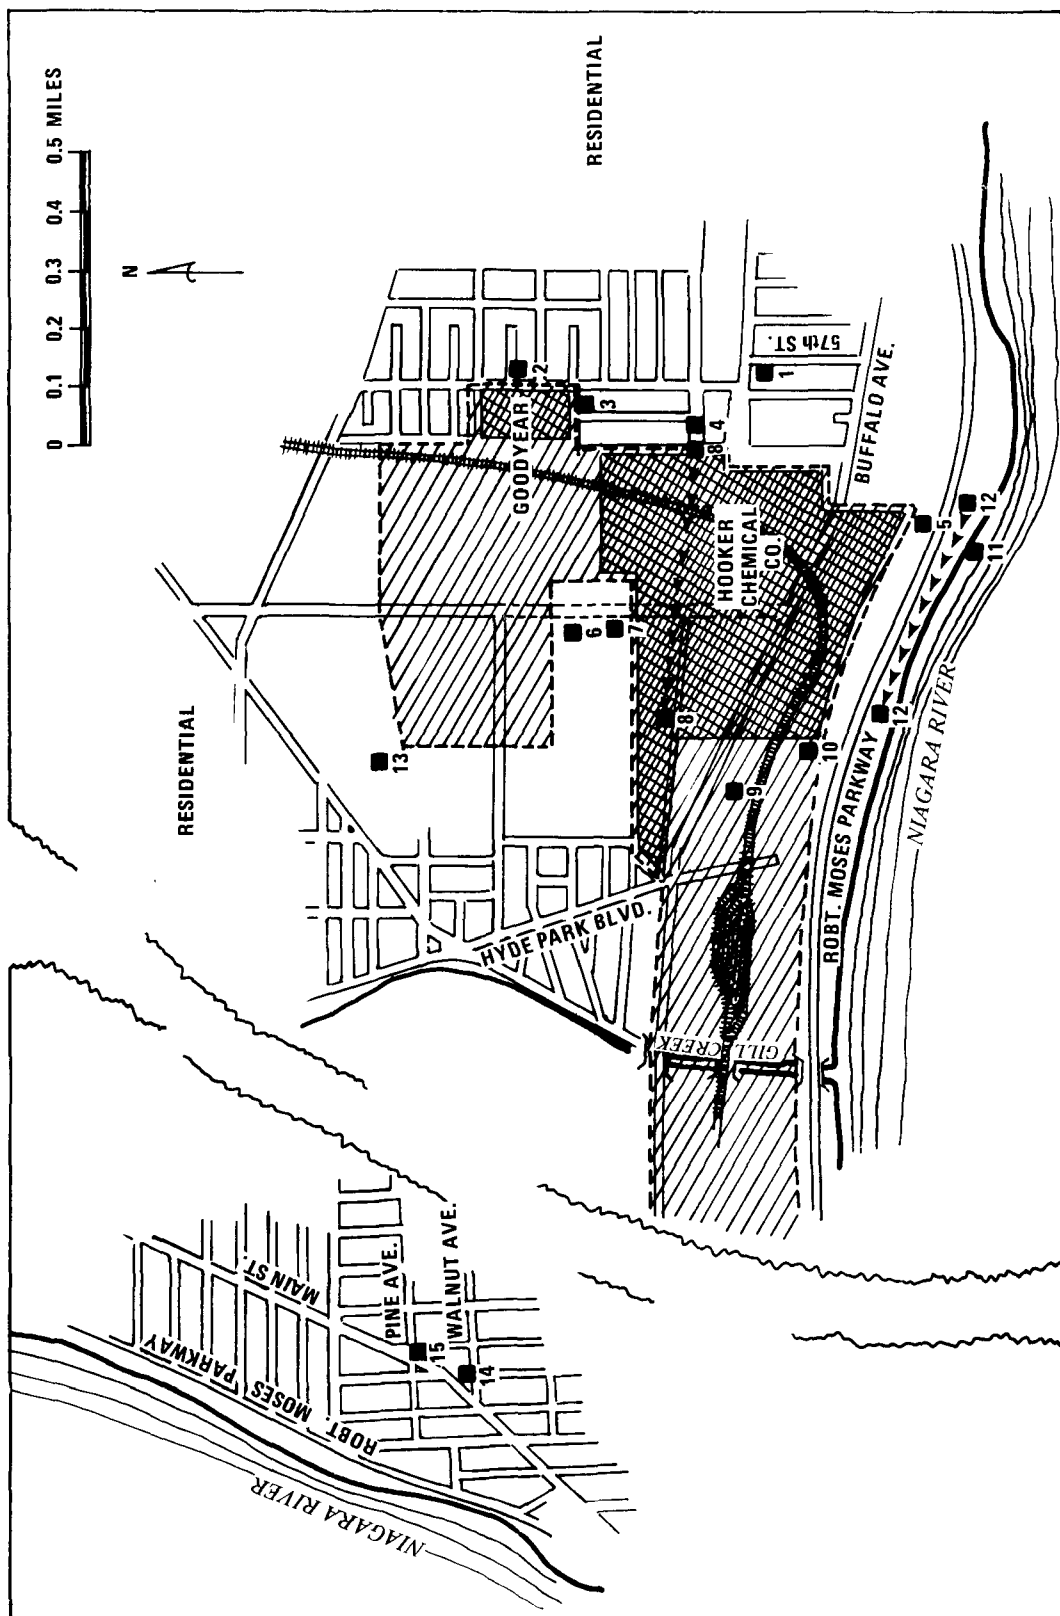 0 0.1 0.2 0.3 0.4 0.5 MILES
N
RESIDENTIAL
RESIDENTIAL
GOODYEAR
2
3
4
8
1
57th ST.
BUFFALO AVE.
HOOKER
CHEMICAL
CO.
6
7
8
5
12
11
12
13
9
10
ROBT. MOSES PARKWAY
NIAGARA RIVER
HYDE PARK BLVD.
GILL CREEK
MAIN ST.
PINE AVE.
WALNUT AVE.
15
14
ROBT. MOSES PARKWAY
NIAGARA RIVER